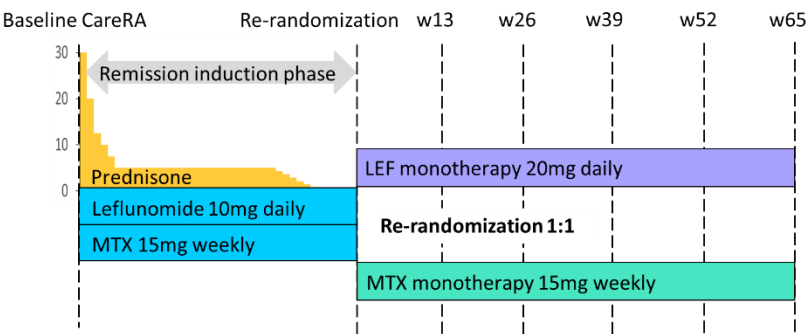 Baseline CareRA Re-randomization w13 w26 w39 w52 w65
30
Remission induction phase
20
10
LEF monotherapy 20mg daily
Prednisone
0
Leflunomide 10mg daily
Re-randomization 1:1
MTX 15mg weekly
MTX monotherapy 15mg weekly